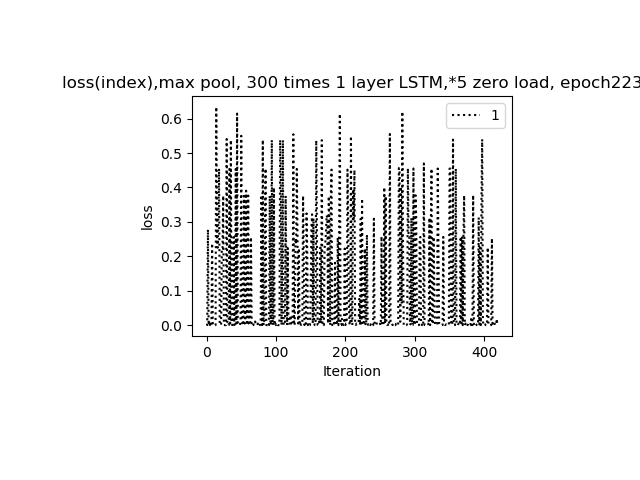 loss(index),max pool, 300 times 1 layer LSTM,*5 zero load, epoch223
1
0.6
0.5
0.4
0.3
0.2
0.1
0.0
loss
0 100 200 300 400
Iteration